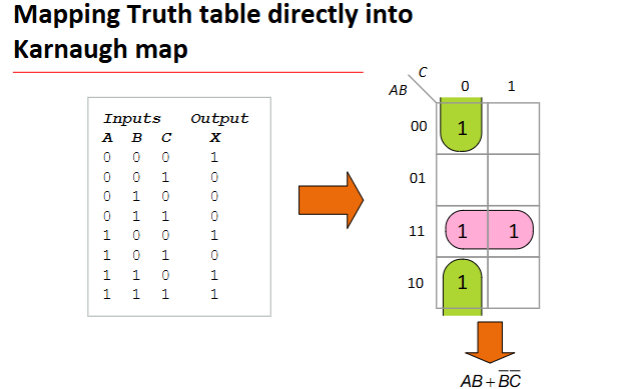 Mapping Truth table directly into
Karnaugh map
Inputs Output
A B C X
0 0 0 1
0 0 1 0
0 1 0 0
0 1 1 0
1 0 0 1
1 0 1 0
1 1 0 1
1 1 1 1
C
AB 0 1
00 1
01
11 1 1
10 1
AB + B̅C̅